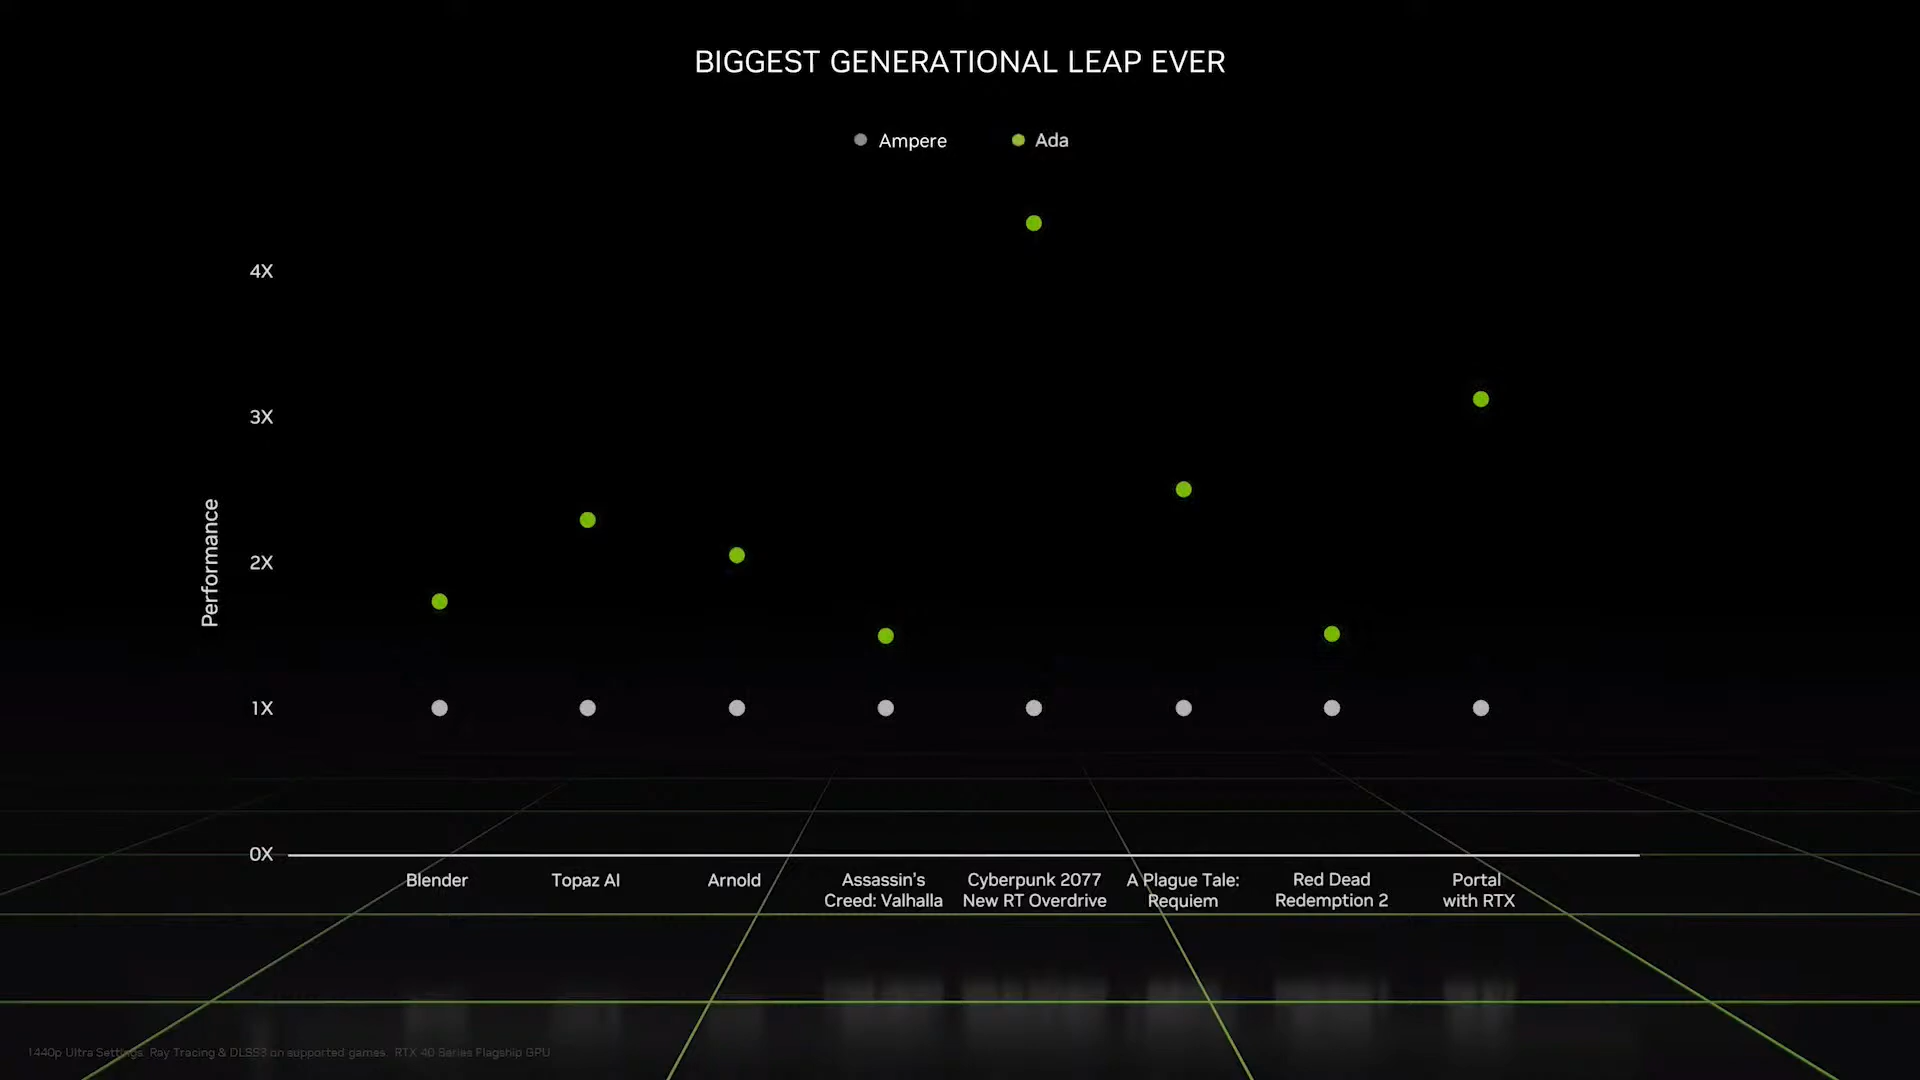 BIGGEST GENERATIONAL LEAP EVER
Ampere
Ada
4X
3X
2X
1X
0X
Performance
Blender
Topaz AI
Arnold
Assassin's
Creed: Valhalla
Cyberpunk 2077
New RT Overdrive
A Plague Tale:
Requiem
Red Dead
Redemption 2
Portal
with RTX
1440p Ultra Settings. Ray Tracing & DLSS3 on supported games. RTX 40 Series Flagship GPU